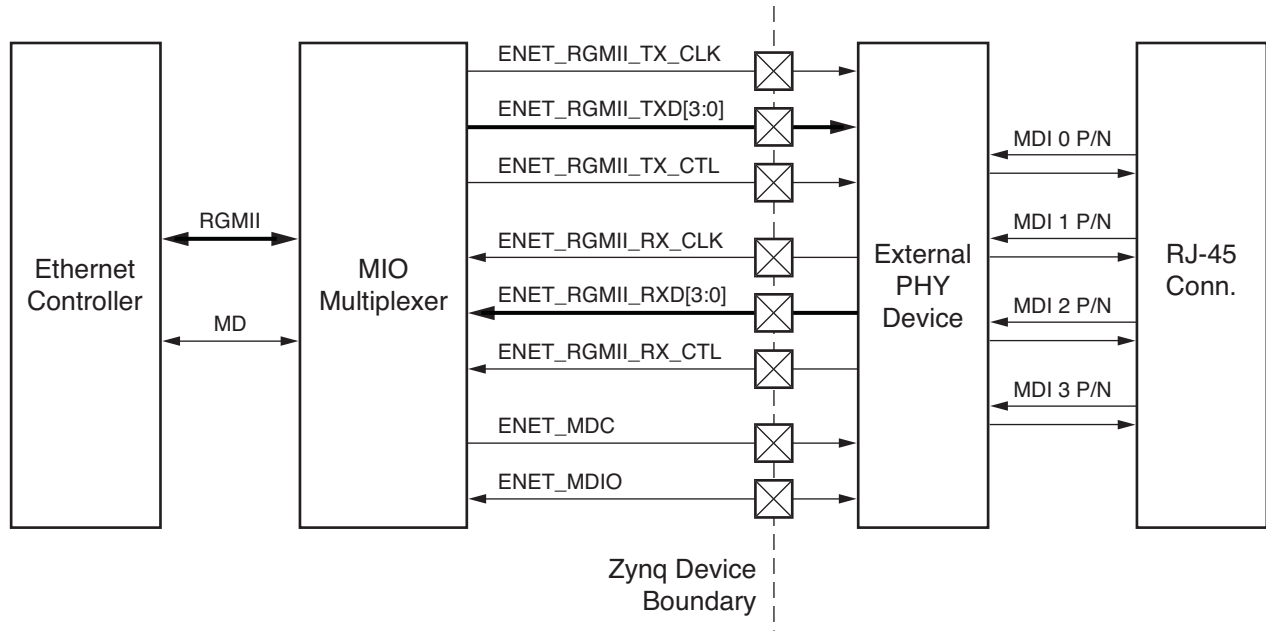 Ethernet
Controller
RGMII
MD
MIO
Multiplexer
ENET_RGMII_TX_CLK
ENET_RGMII_TXD[3:0]
ENET_RGMII_TX_CTL
ENET_RGMII_RX_CLK
ENET_RGMII_RXD[3:0]
ENET_RGMII_RX_CTL
ENET_MDC
ENET_MDIO
Zynq Device
Boundary
External
PHY
Device
MDI 0 P/N
MDI 1 P/N
MDI 2 P/N
MDI 3 P/N
RJ-45
Conn.